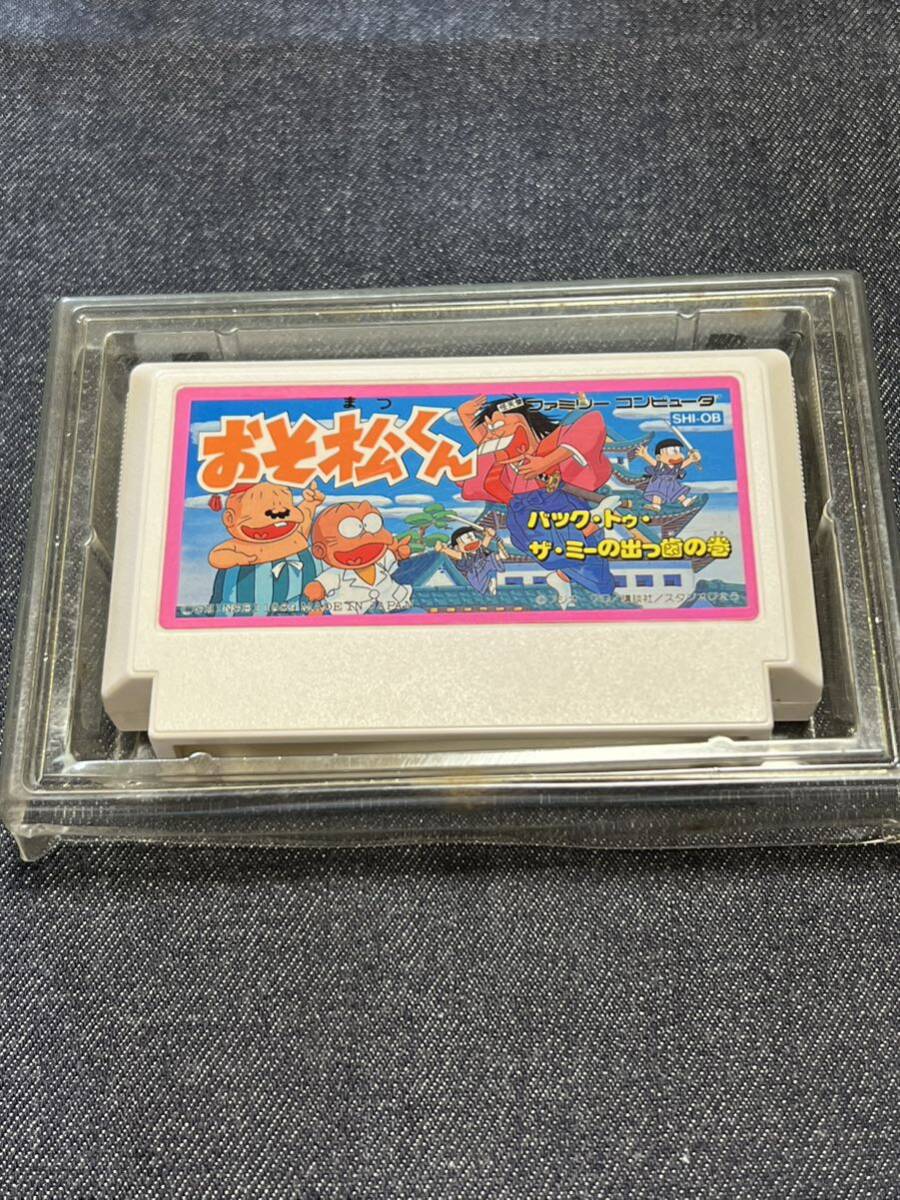 まつ
おそ松くん
ファミリーコンピュータ
SHI-OB
バック・トゥ・
ザ・ミーの出っ歯の巻
MADE IN JAPAN